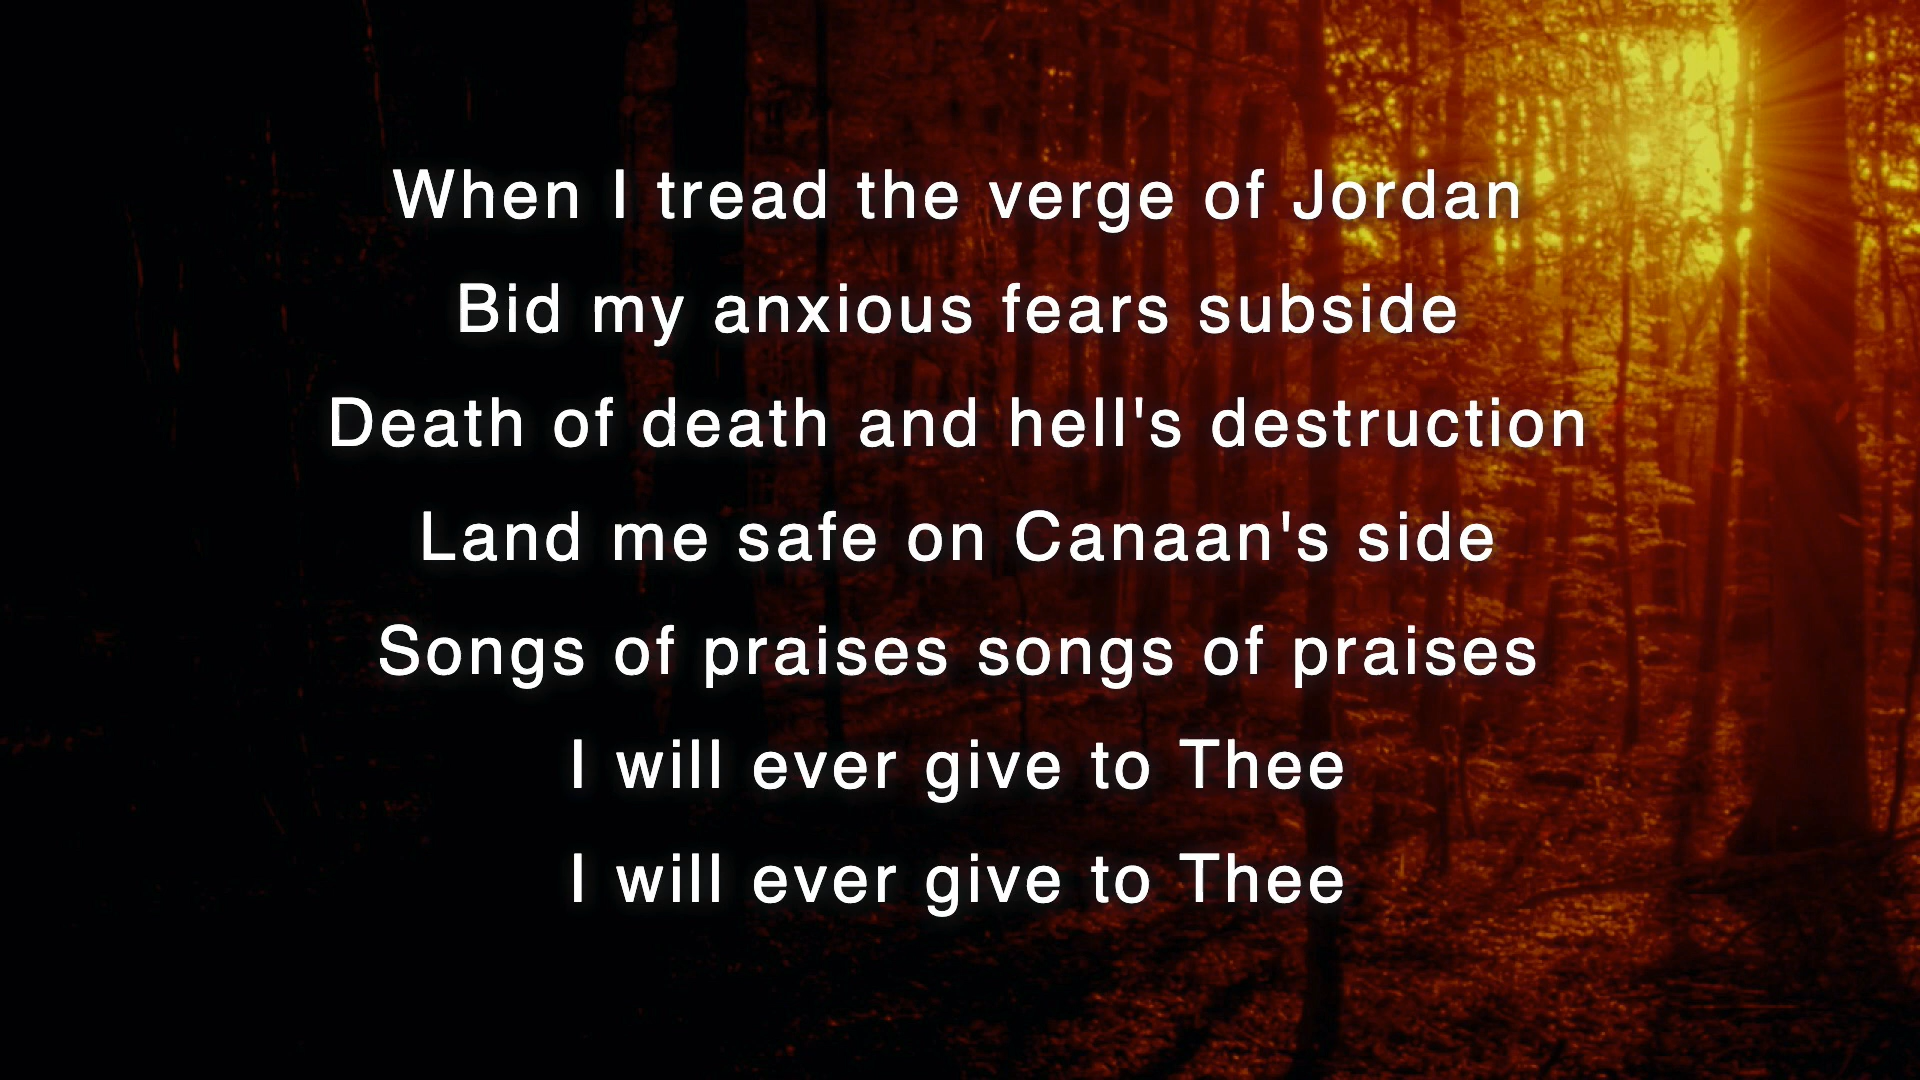 When I tread the verge of Jordan
Bid my anxious fears subside
Death of death and hell's destruction
Land me safe on Canaan's side
Songs of praises songs of praises
I will ever give to Thee
I will ever give to Thee